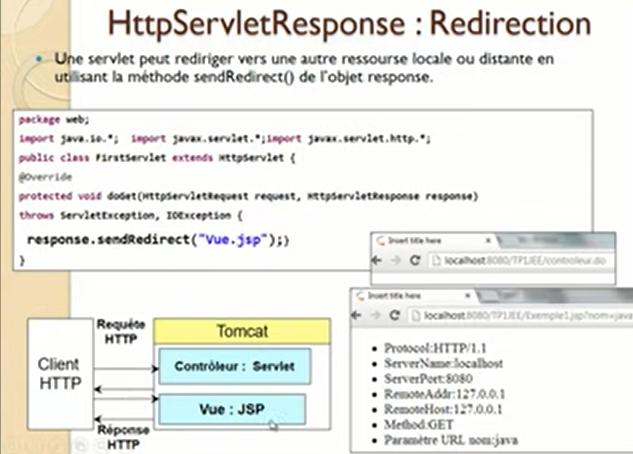 HttpServletResponse : Redirection
Une servlet peut rediriger vers une autre ressourse locale ou distante en
utilisant la méthode sendRedirect() de l'objet response.
package web;
import java.io.*; import javax.servlet.*;import javax.servlet.http.*;
public class FirstServlet extends HttpServlet {
@Override
protected void doGet(HttpServletRequest request, HttpServletResponse response)
throws ServletException, IOException {
response.sendRedirect("Vue.jsp");}
}
Insert title here
localhost:8080/TP1JEE/controleur.do
Insert title here
localhost:8080/TP1JEE/Exemple1.jsp?nom=java
Protocol:HTTP/1.1
ServerName:localhost
ServerPort:8080
RemoteAddr:127.0.0.1
RemoteHost:127.0.0.1
Method:GET
Paramètre URL nom:java
Requête
HTTP
Tomcat
Client
HTTP
Contrôleur : Servlet
Vue : JSP
Réponse
HTTP